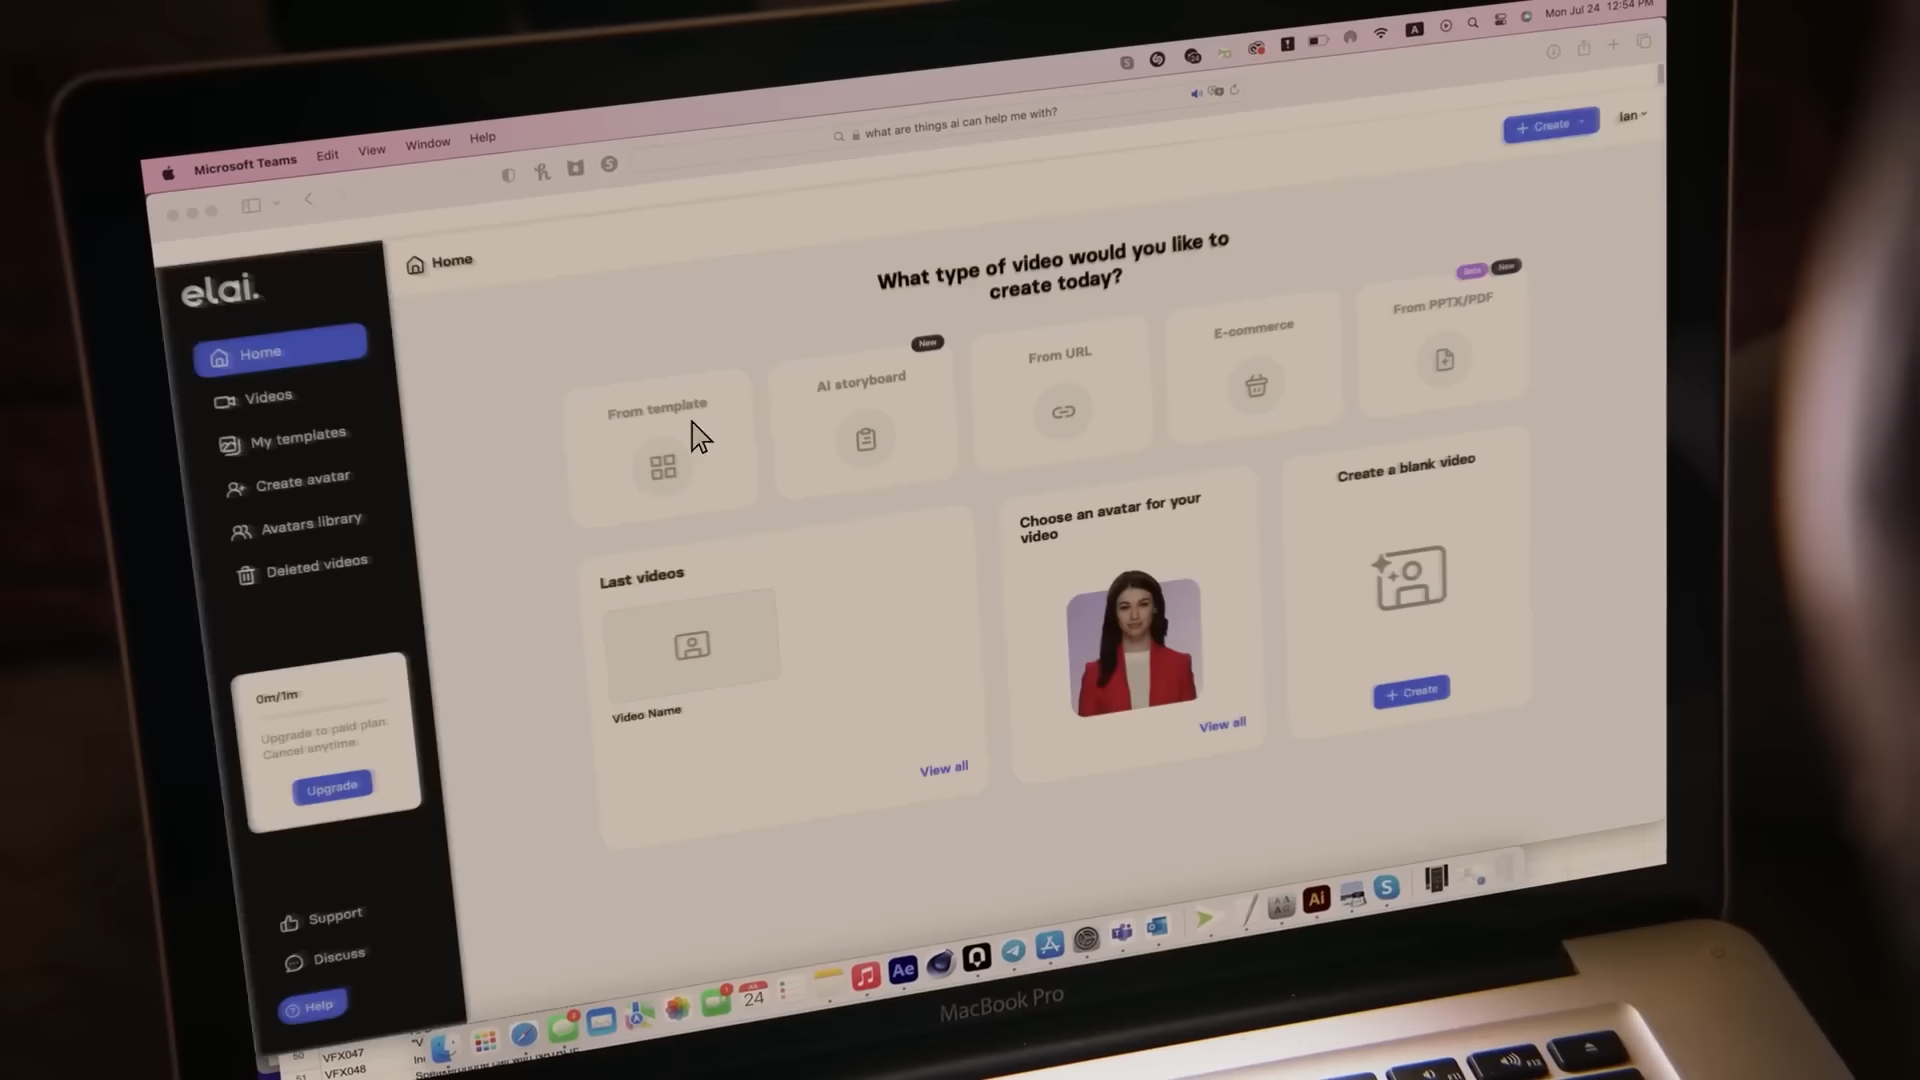 Microsoft Teams Edit View Window Help
Mon Jul 24 12:54 PM
what are things ai can help me with?
+ Create
Ian
elai.
Home
What type of video would you like to
create today?
Home
Videos
My templates
Create avatar
Avatars library
Deleted videos
From template
New
AI storyboard
From URL
E-commerce
Beta
New
From PPTX/PDF
Last videos
Video Name
View all
Choose an avatar for your
video
View all
Create a blank video
+ Create
0m/1m
Upgrade to paid plan.
Cancel anytime.
Upgrade
Support
Discuss
Help
24
Ae
Ai
S
MacBook Pro
50 VFX047
51 VFX048
F11
F12